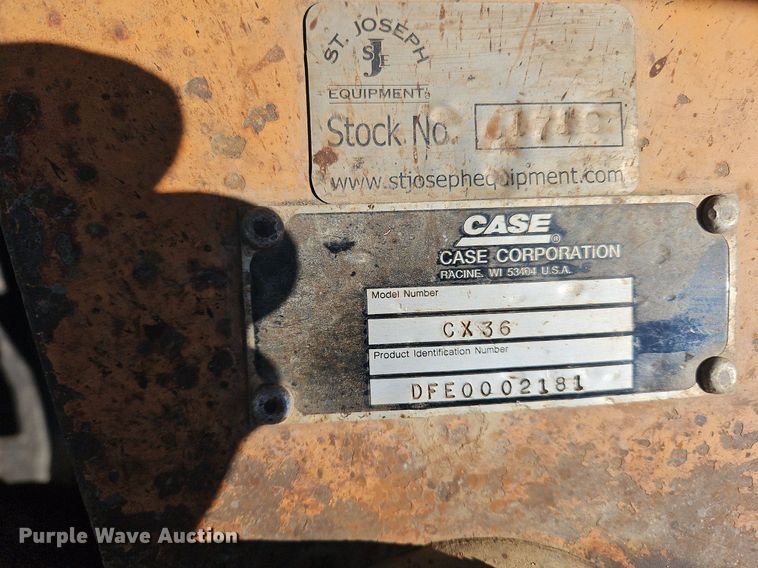 ST. JOSEPH
SJE
EQUIPMENT
Stock No.
www.stjosephequipment.com
CASE
®
CASE CORPORATION
RACINE, WI 53404 U.S.A.
Model Number
CX36
Product Identification Number
DFE0002181
Purple Wave Auction